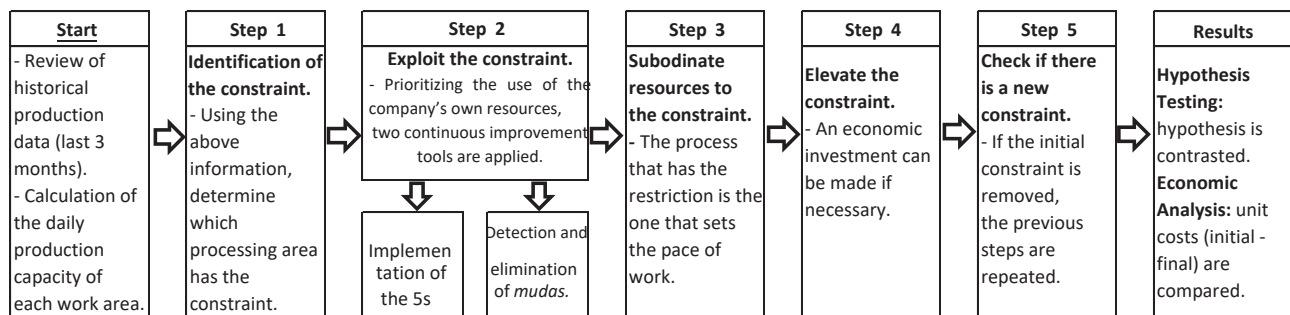 Start
- Review of
historical
production
data (last 3
months).
- Calculation of
the daily
production
capacity of
each work area.
Step 1
Identification of
the constraint.
- Using the
above
information,
determine
which
processing area
has the
constraint.
Step 2
Exploit the constraint.
- Prioritizing the use of the
company's own resources,
two continuous improvement
tools are applied.
Implemen
tation of
the 5s
Detection and
elimination
of mudas.
Step 3
Subodinate
resources to
the constraint.
- The process
that has the
restriction is the
one that sets
the pace of
work.
Step 4
Elevate the
constraint.
- An economic
investment can
be made if
necessary.
Step 5
Check if there
is a new
constraint.
- If the initial
constraint is
removed,
the previous
steps are
repeated.
Results
Hypothesis
Testing:
hypothesis is
contrasted.
Economic
Analysis: unit
costs (initial -
final) are
compared.